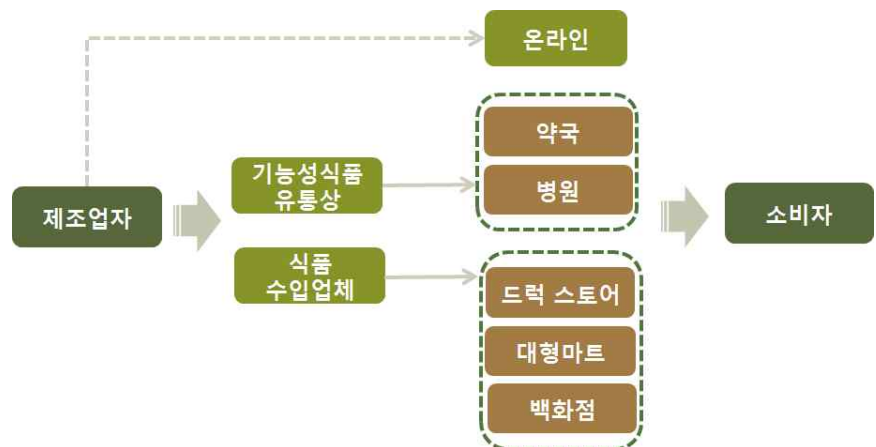 온라인
약국
기능성식품
유통상
병원
제조업자
소비자
식품
수입업체
드럭 스토어
대형마트
백화점